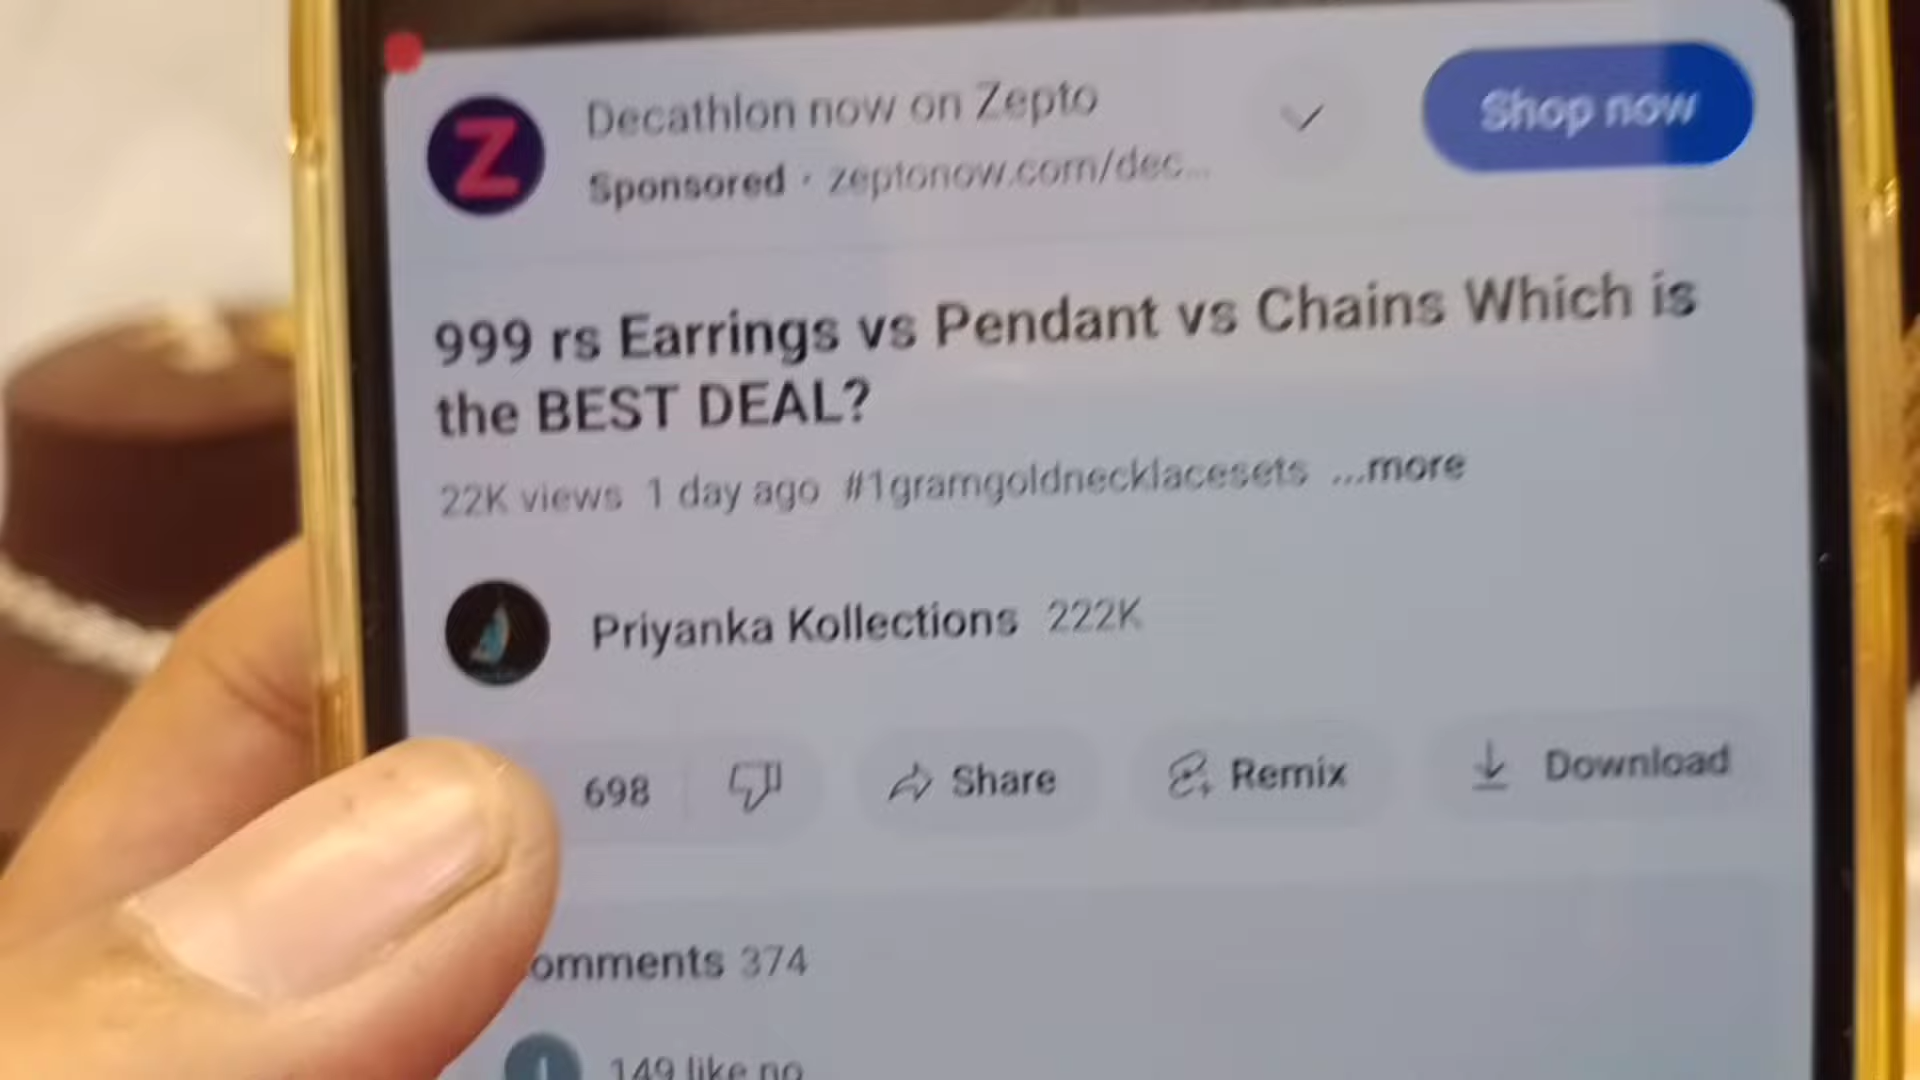 Z
Decathlon now on Zepto
Shop now
Sponsored · zeptonow.com/dec...
999 rs Earrings vs Pendant vs Chains Which is
the BEST DEAL?
22K views 1 day ago #1gramgoldnecklacesets ...more
Priyanka Kollections 222K
698 Share Remix Download
omments 374
149 like no